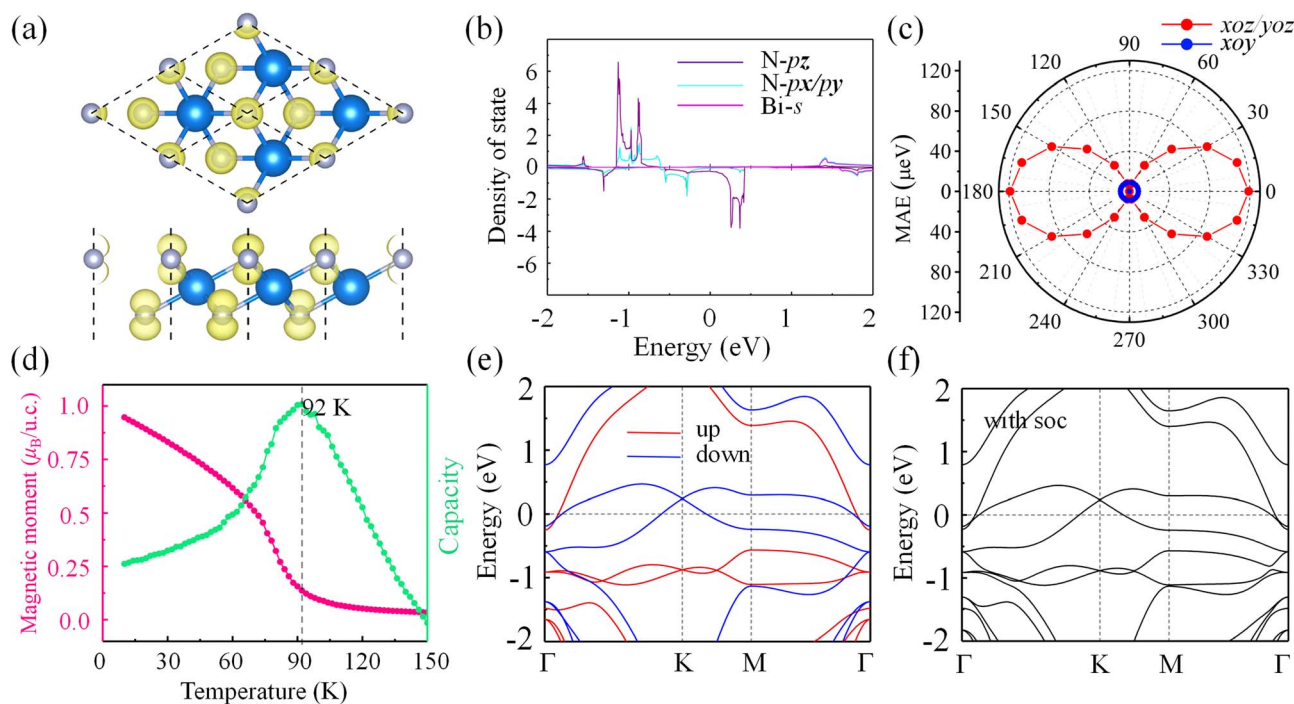 (a)
(b)
Density of state
6
4
2
0
-2
-4
-6
-2
-1
0
1
2
Energy (eV)
N-pz
N-px/py
Bi-s
(c)
xoz/yoz
xoy
MAE (μeV)
120
80
40
0
40
80
120
90
60
30
0
330
300
270
240
210
180
150
120
(d)
Magnetic moment (μB/u.c.)
1.0
0.75
0.5
0.25
0.0
92 K
Capacity
0
30
60
90
120
150
Temperature (K)
(e)
Energy (eV)
2
1
0
-1
-2
up
down
Γ
K
M
Γ
(f)
Energy (eV)
2
1
0
-1
-2
with soc
Γ
K
M
Γ